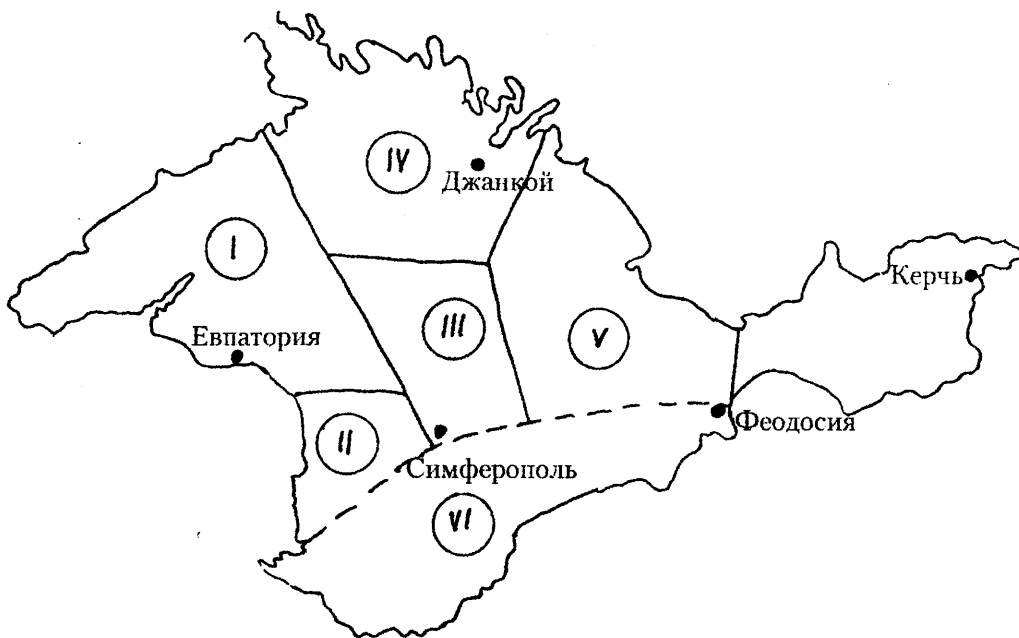 IV
Джанкой
I
Керчь
III
Евпатория
V
Феодосия
II
Симферополь
VI